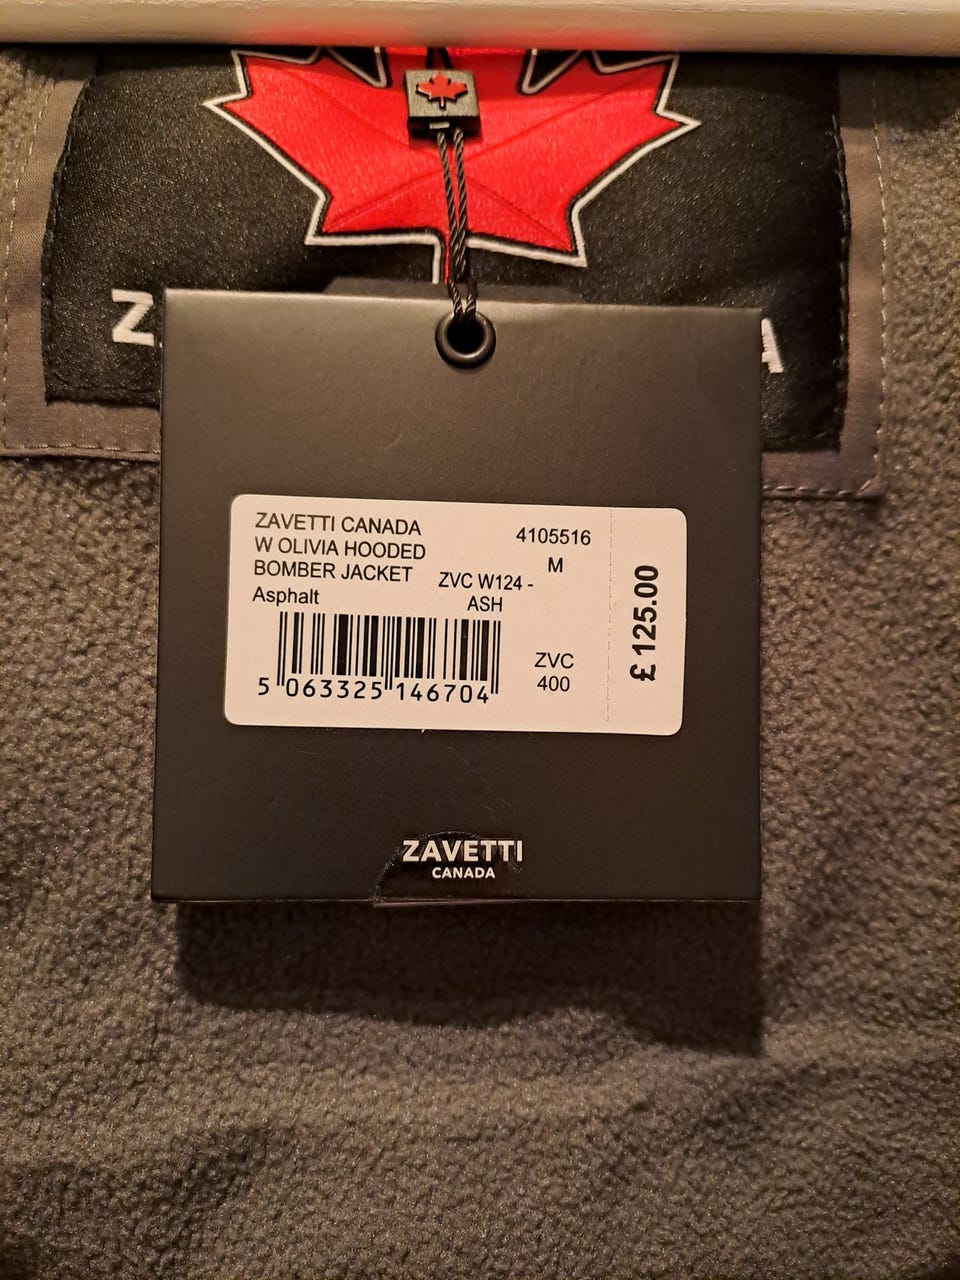 Z
A
ZAVETTI CANADA
W OLIVIA HOODED
BOMBER JACKET
Asphalt
4105516
M
ZVC W124 -
ASH
5 063325 146704
ZVC
400
£125.00
ZAVETTI
CANADA